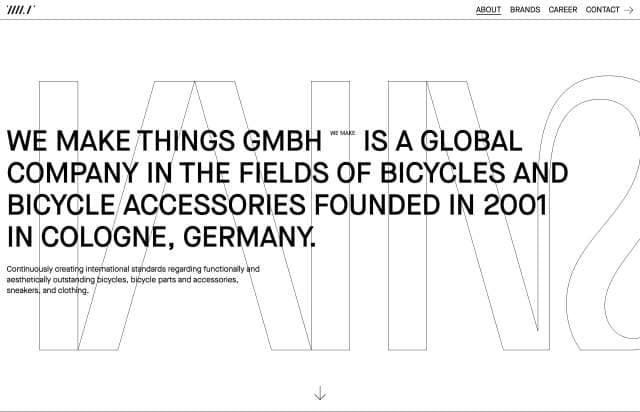 ABOUT BRANDS CAREER CONTACT →
WE MAKE THINGS GMBH WE MAKE IS A GLOBAL
COMPANY IN THE FIELDS OF BICYCLES AND
BICYCLE ACCESSORIES FOUNDED IN 2001
IN COLOGNE, GERMANY.
Continuously creating international standards regarding functionally and
aesthetically outstanding bicycles, bicycle parts and accessories,
sneakers, and clothing.